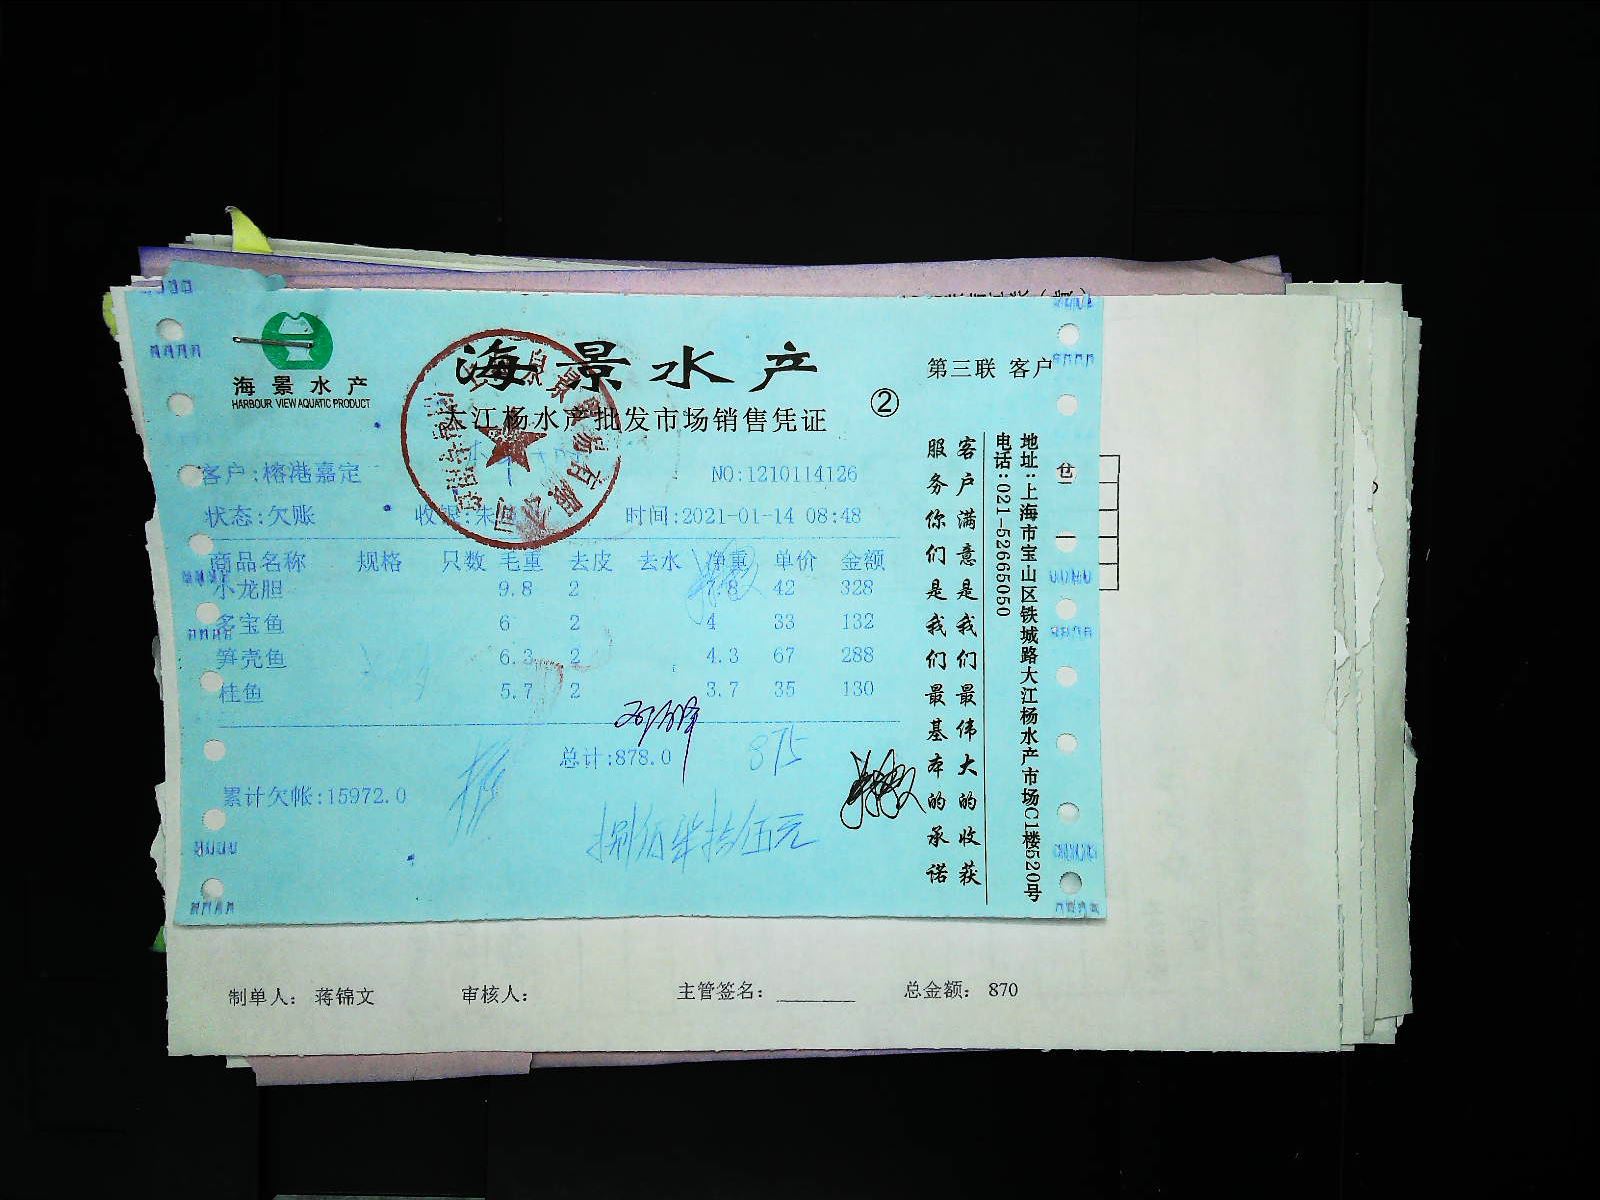 海景水产
HARBOUR VIEW AQUATIC PRODUCT
海景水产
大江杨水产批发市场销售凭证
②
第三联 客户
客户:榕港嘉定
NO:1210114126
状态:欠账
时间:2021-01-14 08:48
商品名称 规格 只数 毛重 去皮 去水 净重 单价 金额
小龙胆 9.8 2 7.8 42 328
多宝鱼 6 2 4 33 132
笋壳鱼 6.3 2 4.3 67 288
桂鱼 5.7 2 3.7 35 130
总计:878.0
875
累计欠帐:15972.0
捌佰柒拾伍元
客户满意是我们最伟大的收获
服务你们是我们最基本的承诺
地址:上海市宝山区铁城路大江杨水产市场C1楼520号
电话:021-52665050
仓
一
制单人: 蒋锦文 审核人: 主管签名: 总金额: 870